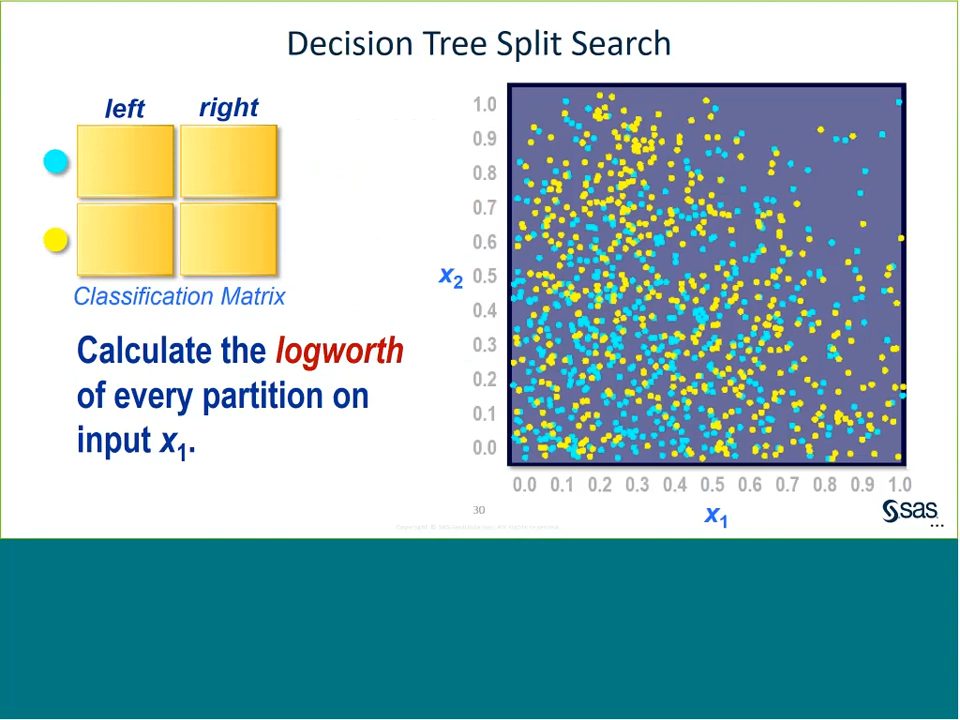 Decision Tree Split Search
left right
Classification Matrix
Calculate the logworth
of every partition on
input x1.
x2
1.0
0.9
0.8
0.7
0.6
0.5
0.4
0.3
0.2
0.1
0.0
0.0 0.1 0.2 0.3 0.4 0.5 0.6 0.7 0.8 0.9 1.0
x1
30
sas
...